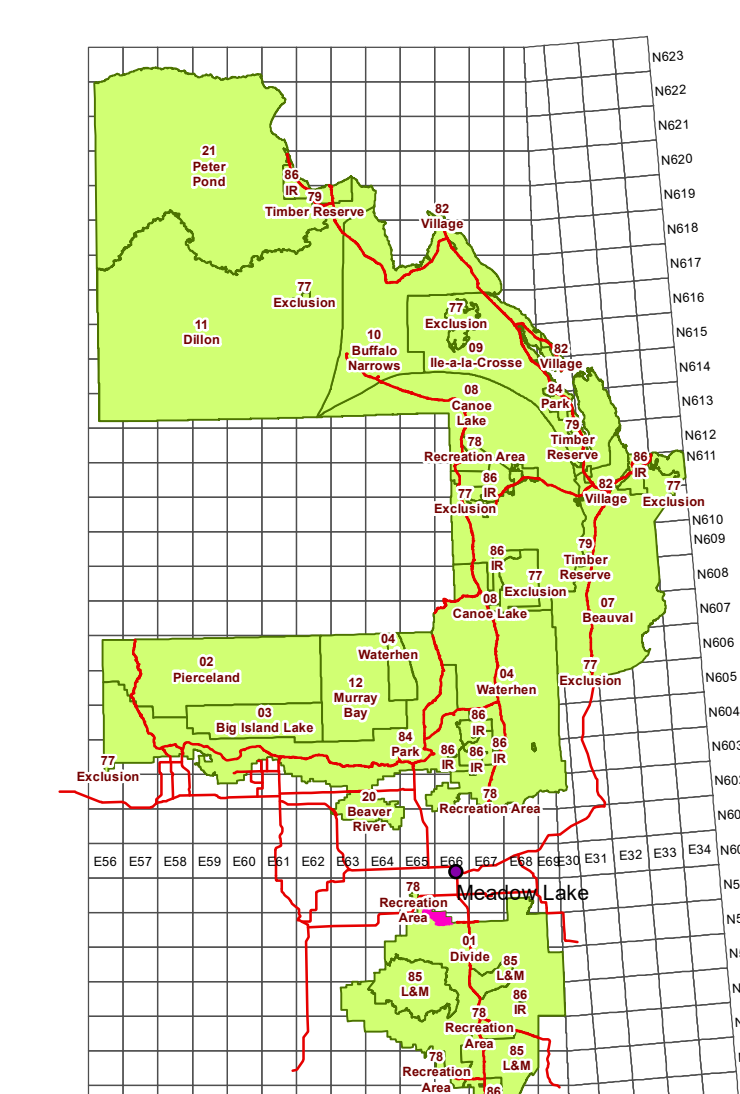 N623
N622
N621
N620
N619
N618
N617
N616
N615
N614
N613
N612
N611
N610
N609
N608
N607
N606
N605
N604
21
Peter
Pond
86
IR
79
Timber Reserve
82
Village
77
Exclusion
11
Dillon
77
Exclusion
10
Buffalo
Narrows
09
Ile-a-la-Crosse
82
Village
84
Park
08
Canoe
Lake
79
Timber
Reserve
78
Recreation Area
86
IR
77
Exclusion
86
IR
82
Village
77
Exclusion
86
IR
77
Exclusion
79
Timber
Reserve
07
Beauval
08
Canoe Lake
04
Waterhen
02
Pierceland
12
Murray
Bay
04
Waterhen
77
Exclusion
03
Big Island Lake
84
Park
86
IR
86
IR
86
IR
86
IR
77
Exclusion
20
Beaver
River
78
Recreation Area
E56
E57
E58
E59
E60
E61
E62
E63
E64
E65
E66
E67
E68
E69
E30
E31
E32
E33
E34
Meadow Lake
78
Recreation
Area
01
Divide
85
L&M
85
L&M
86
IR
78
Recreation
Area
78
Recreation
Area
85
L&M
86